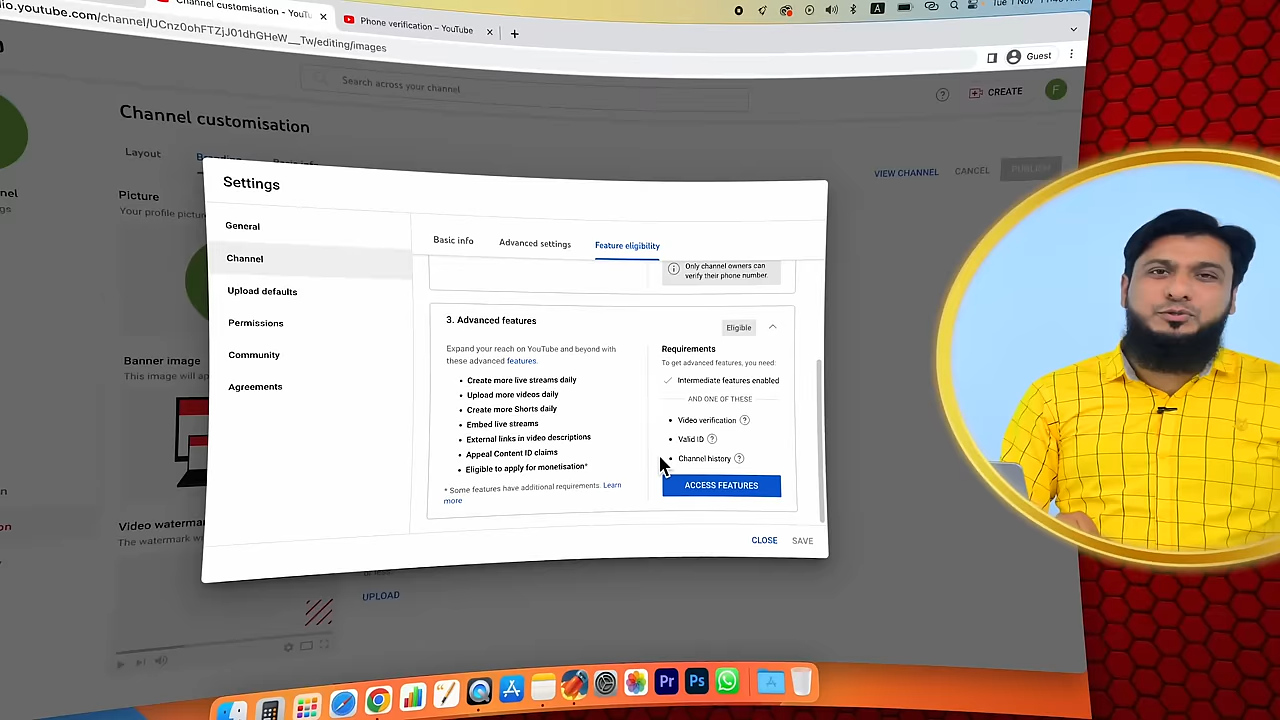 Channel customisation - YouTu
Phone verification – YouTube
io.youtube.com/channel/UCnz0ohFTZjJ01dhGHeW__Tw/editing/images
Guest
Search across your channel
CREATE
F
Channel customisation
Layout
VIEW CHANNEL
CANCEL
PUBLISH
Picture
Your profile pictur
Banner image
This image will ap
Video waterma
The watermark w
UPLOAD
Settings
General
Channel
Upload defaults
Permissions
Community
Agreements
Basic info
Advanced settings
Feature eligibility
Only channel owners can
verify their phone number.
3. Advanced features
Eligible
Expand your reach on YouTube and beyond with
these advanced features.
• Create more live streams daily
• Upload more videos daily
• Create more Shorts daily
• Embed live streams
• External links in video descriptions
• Appeal Content ID claims
• Eligible to apply for monetisation*
* Some features have additional requirements. Learn
more
Requirements
To get advanced features, you need:
Intermediate features enabled
AND ONE OF THESE
• Video verification
• Valid ID
• Channel history
ACCESS FEATURES
CLOSE
SAVE
Pr
Ps